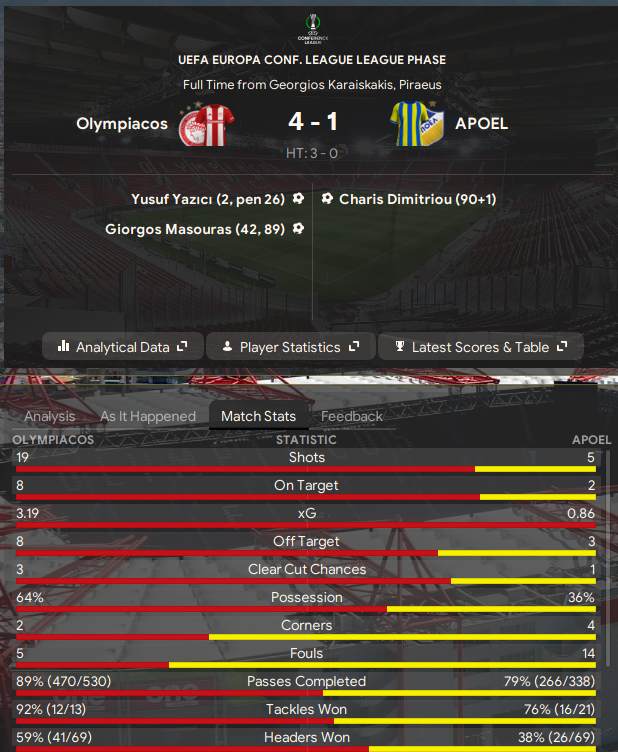 UEFA
CONFERENCE
LEAGUE
UEFA EUROPA CONF. LEAGUE LEAGUE PHASE
Full Time from Georgios Karaiskakis, Piraeus
Olympiacos 4 - 1 APOEL
HT: 3 - 0
Yusuf Yazıcı (2, pen 26) Charis Dimitriou (90+1)
Giorgos Masouras (42, 89)
Analytical Data Player Statistics Latest Scores & Table
Analysis As It Happened Match Stats Feedback
OLYMPIACOS STATISTIC APOEL
19 Shots 5
8 On Target 2
3.19 xG 0.86
8 Off Target 3
3 Clear Cut Chances 1
64% Possession 36%
2 Corners 4
5 Fouls 14
89% (470/530) Passes Completed 79% (266/338)
92% (12/13) Tackles Won 76% (16/21)
59% (41/69) Headers Won 38% (26/69)